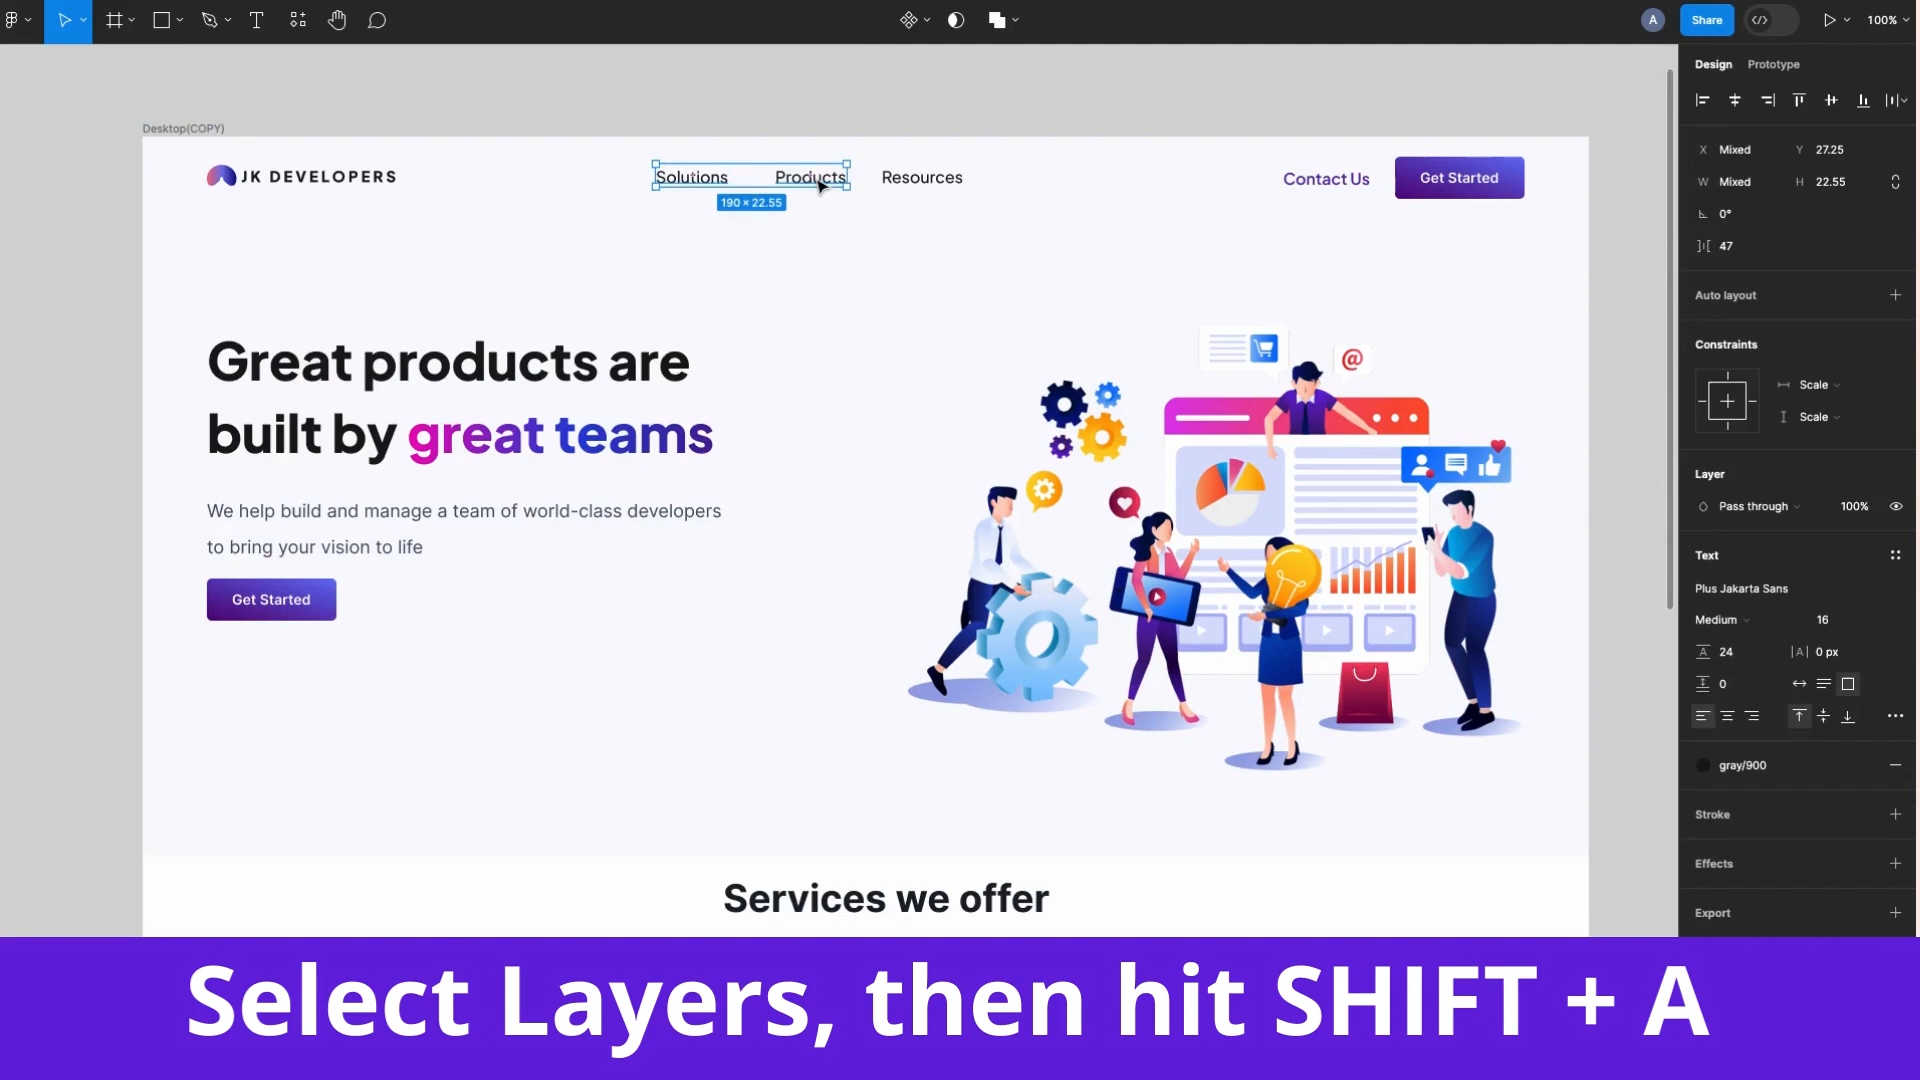 A
Share
100%
Design
Prototype
Desktop(COPY)
X Mixed
Y 27.25
W Mixed
H 22.55
0°
47
JK DEVELOPERS
Solutions
Products
Resources
Contact Us
Get Started
190 × 22.55
Auto layout
Constraints
Scale
Scale
Great products are
built by great teams
We help build and manage a team of world-class developers
to bring your vision to life
Get Started
@
Layer
Pass through
100%
Text
Plus Jakarta Sans
Medium
16
24
0 px
0
gray/900
Stroke
Effects
Export
Services we offer
Select Layers, then hit SHIFT + A